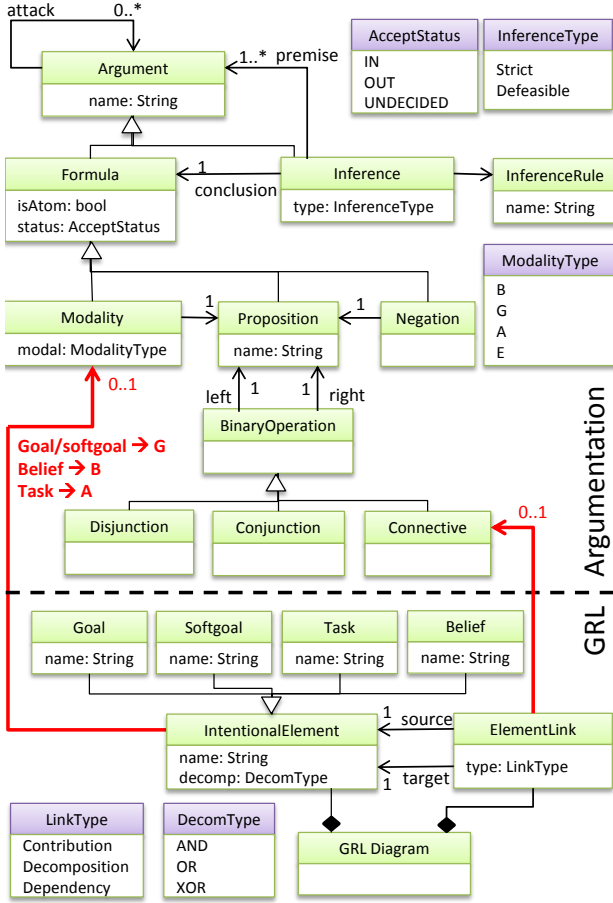 attack
0..*
Argument
name: String
1..* premise
AcceptStatus
IN
OUT
UNDECIDED
InferenceType
Strict
Defeasible
Formula
isAtom: bool
status: AcceptStatus
1
conclusion
Inference
type: InferenceType
InferenceRule
name: String
Modality
modal: ModalityType
1
Proposition
name: String
1
Negation
ModalityType
B
G
A
E
0..1
left
1
1
right
Goal/softgoal → G
Belief → B
Task → A
BinaryOperation
Disjunction
Conjunction
Connective
0..1
Argumentation
GRL
Goal
name: String
Softgoal
name: String
Task
name: String
Belief
name: String
IntentionalElement
name: String
decomp: DecomType
1 source
target
1
ElementLink
type: LinkType
LinkType
Contribution
Decomposition
Dependency
DecomType
AND
OR
XOR
GRL Diagram